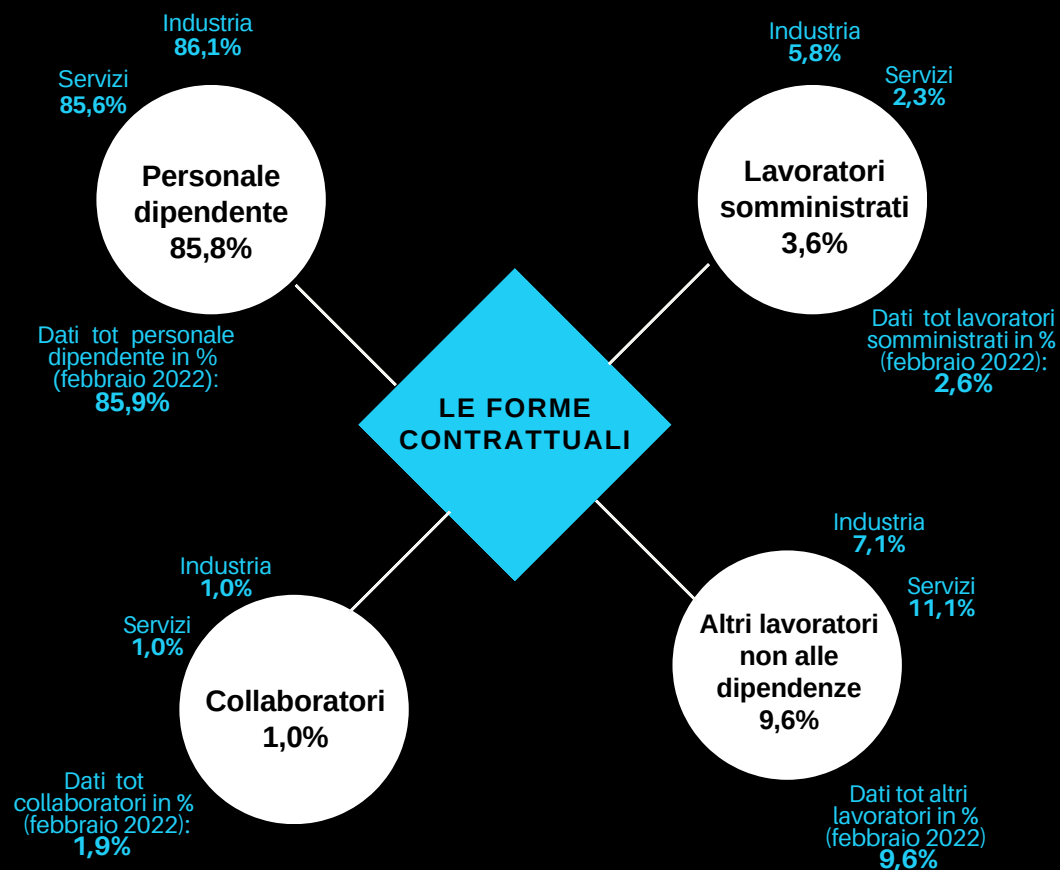 Industria
86,1%
Servizi
85,6%
Personale
dipendente
85,8%
Dati tot personale
dipendente in %
(febbraio 2022):
85,9%
Industria
5,8%
Servizi
2,3%
Lavoratori
somministrati
3,6%
Dati tot lavoratori
somministrati in %
(febbraio 2022):
2,6%
LE FORME
CONTRATTUALI
Industria
1,0%
Servizi
1,0%
Collaboratori
1,0%
Dati tot
collaboratori in %
(febbraio 2022):
1,9%
Industria
7,1%
Servizi
11,1%
Altri lavoratori
non alle
dipendenze
9,6%
Dati tot altri
lavoratori in %
(febbraio 2022)
9,6%